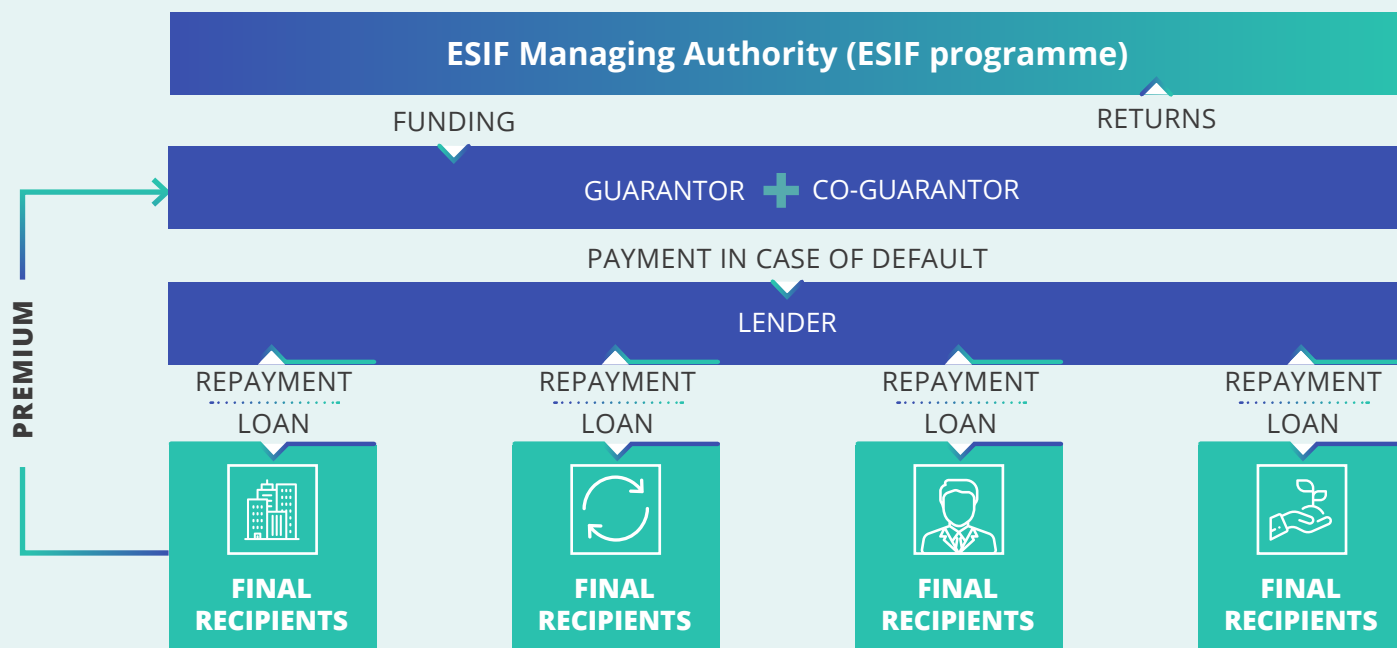 ESIF Managing Authority (ESIF programme)
FUNDING
RETURNS
GUARANTOR + CO-GUARANTOR
PAYMENT IN CASE OF DEFAULT
LENDER
PREMIUM
REPAYMENT
LOAN
FINAL
RECIPIENTS
REPAYMENT
LOAN
FINAL
RECIPIENTS
REPAYMENT
LOAN
FINAL
RECIPIENTS
REPAYMENT
LOAN
FINAL
RECIPIENTS